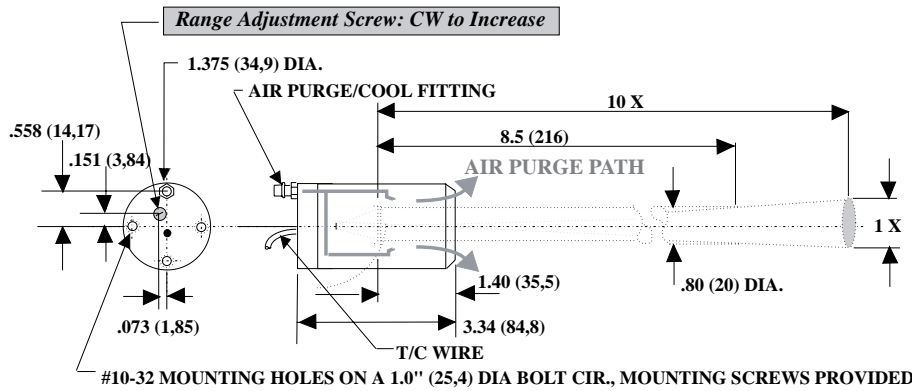 Range Adjustment Screw: CW to Increase
1.375 (34,9) DIA.
AIR PURGE/COOL FITTING
10 X
.558 (14,17)
8.5 (216)
.151 (3,84)
AIR PURGE PATH
1 X
1.40 (35,5)
.80 (20) DIA.
.073 (1,85)
3.34 (84,8)
T/C WIRE
#10-32 MOUNTING HOLES ON A 1.0" (25,4) DIA BOLT CIR., MOUNTING SCREWS PROVIDED